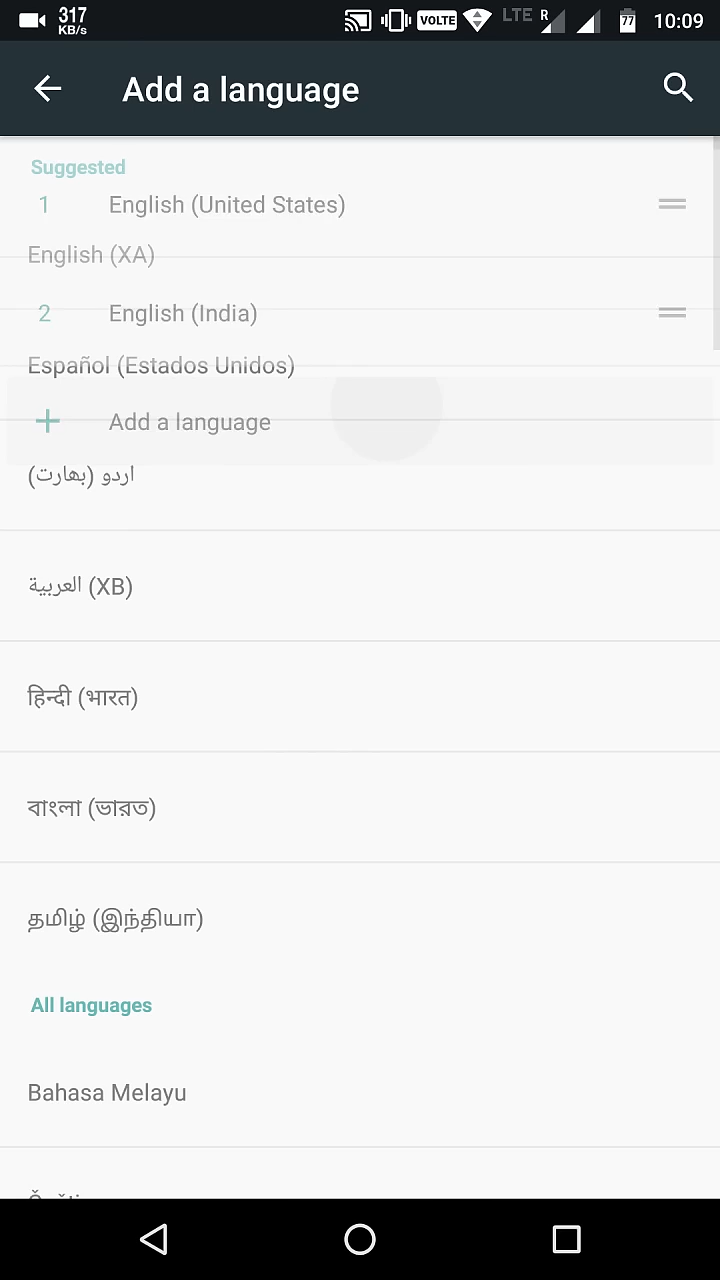 317
KB/s
VOLTE
LTE
R
77
10:09
Add a language
Suggested
1 English (United States)
English (XA)
2 English (India)
Español (Estados Unidos)
Add a language
اردو (بھارت)
العربية (XB)
हिन्दी (भारत)
বাংলা (ভারত)
தமிழ் (இந்தியா)
All languages
Bahasa Melayu